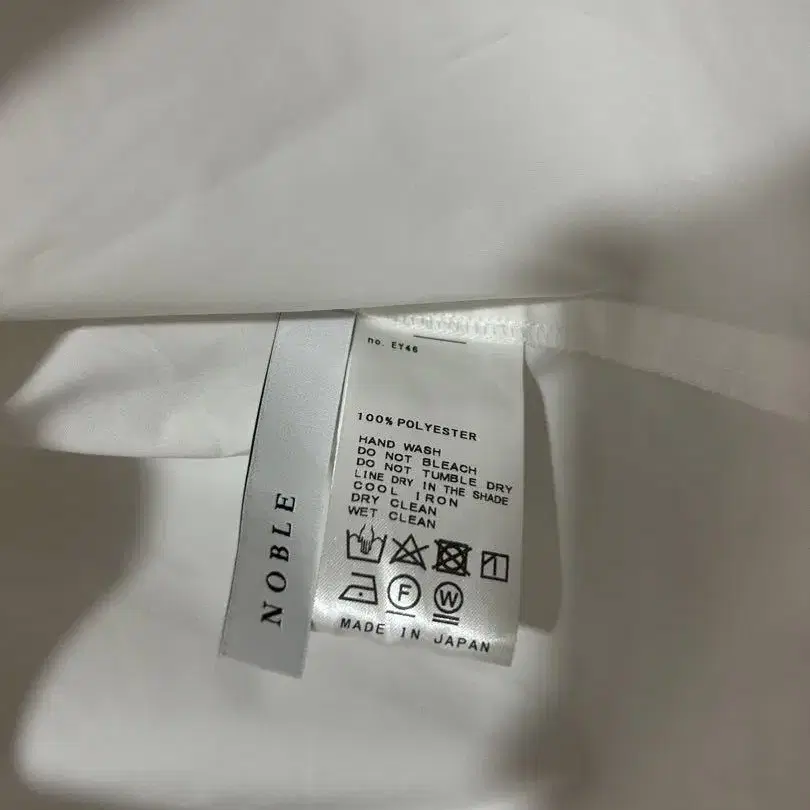 no. EY46
100% POLYESTER
HAND WASH
DO NOT BLEACH
DO NOT TUMBLE DRY
LINE DRY IN THE SHADE
COOL IRON
DRY CLEAN
WET CLEAN
F
W
MADE IN JAPAN
NOBLE